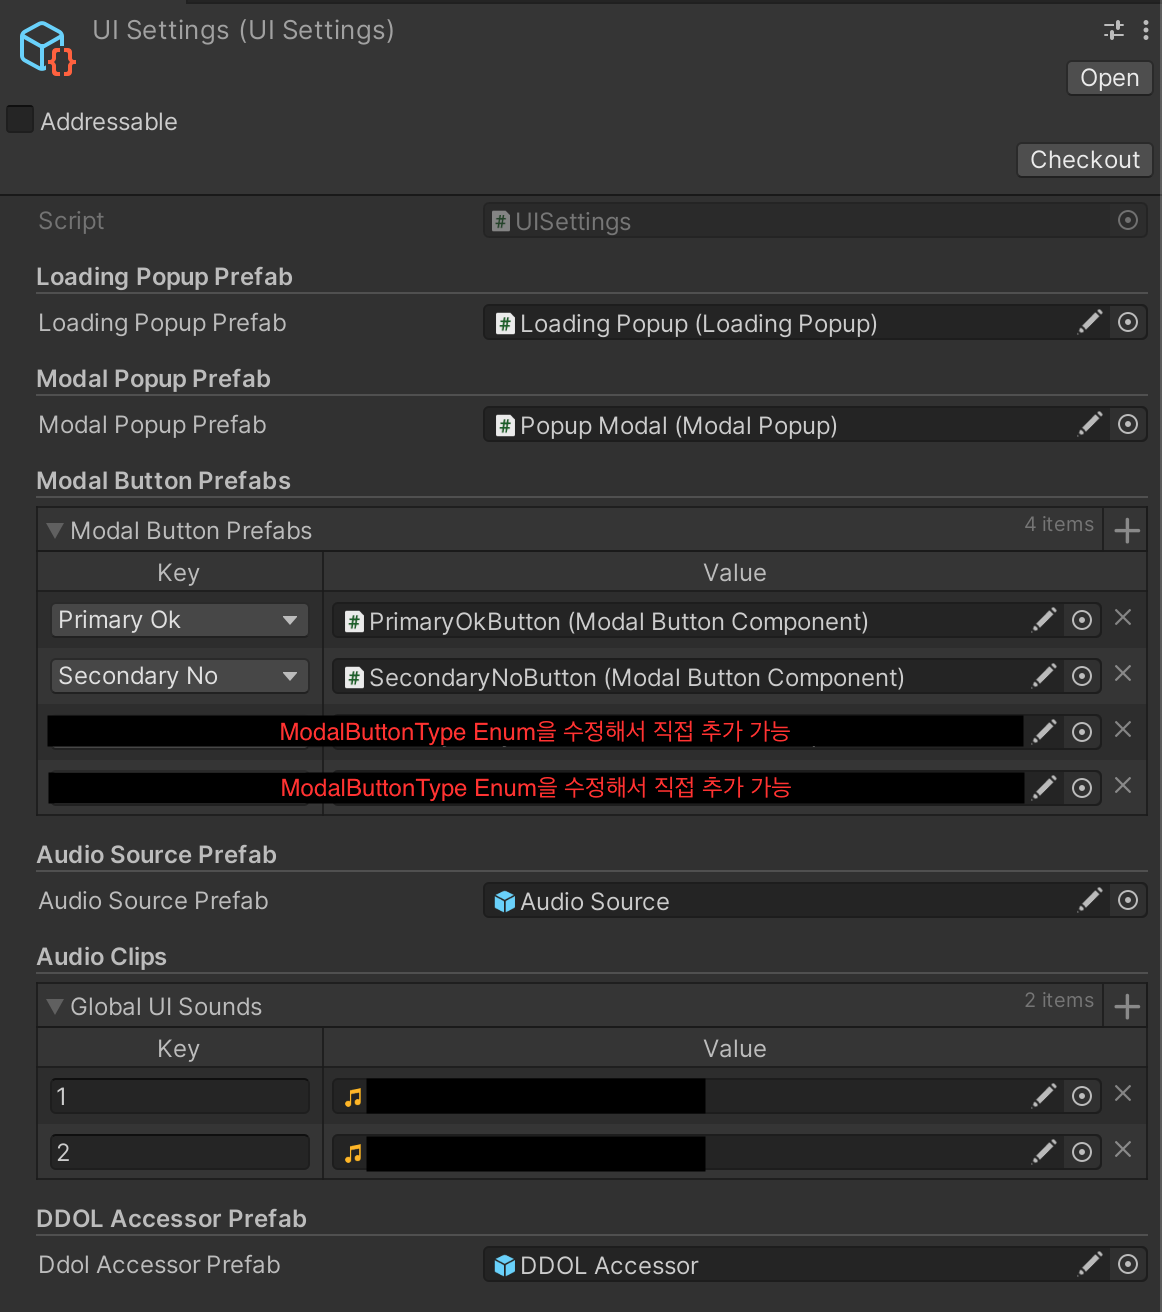 UI Settings (UI Settings)
Open
Addressable
Checkout
Script
UISettings
Loading Popup Prefab
Loading Popup Prefab
Loading Popup (Loading Popup)
Modal Popup Prefab
Modal Popup Prefab
Popup Modal (Modal Popup)
Modal Button Prefabs
Modal Button Prefabs
4 items
Key
Value
Primary Ok
PrimaryOkButton (Modal Button Component)
Secondary No
SecondaryNoButton (Modal Button Component)
ModalButtonType Enum을 수정해서 직접 추가 가능
ModalButtonType Enum을 수정해서 직접 추가 가능
Audio Source Prefab
Audio Source Prefab
Audio Source
Audio Clips
Global UI Sounds
2 items
Key
Value
1
2
DDOL Accessor Prefab
Ddol Accessor Prefab
DDOL Accessor